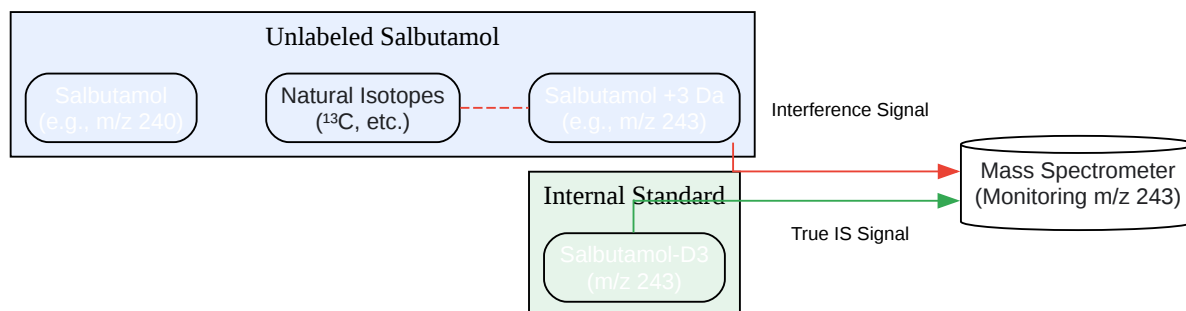 Unlabeled Salbutamol
Salbutamol
(e.g., m/z 240)
Natural Isotopes
(¹³C, etc.)
Salbutamol +3 Da
(e.g., m/z 243)
Interference Signal
Mass Spectrometer
(Monitoring m/z 243)
Internal Standard
True IS Signal
Salbutamol-D3
(m/z 243)